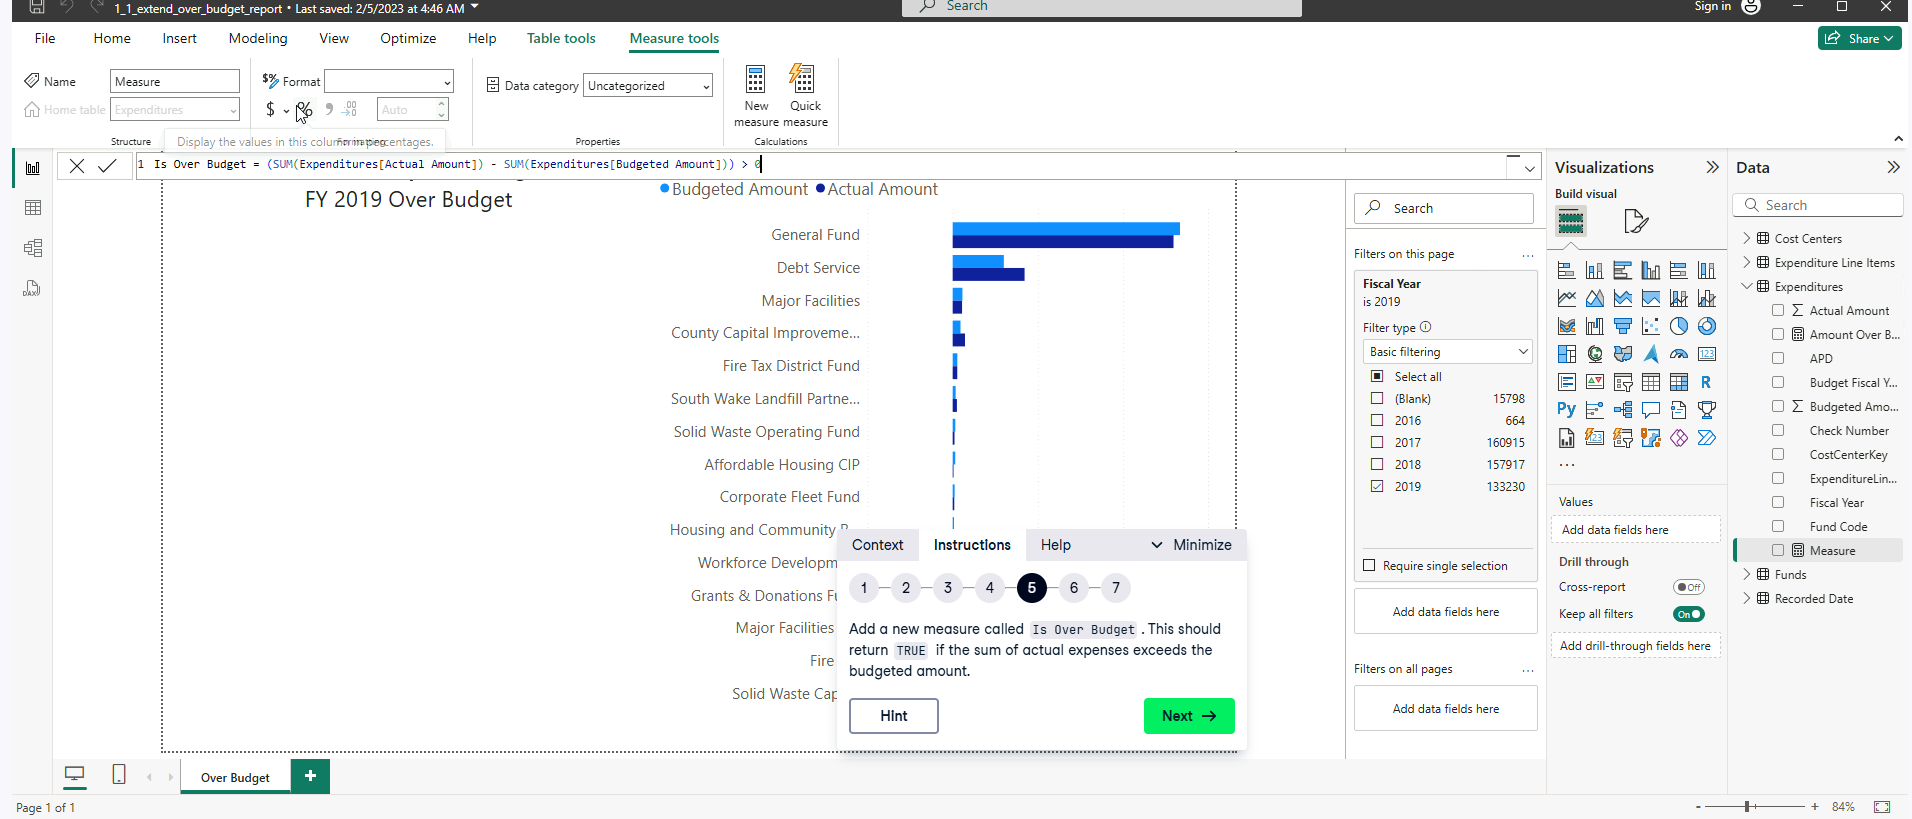 1_1_extend_over_budget_report • Last saved: 2/5/2023 at 4:46 AM
Search
Sign in
File Home Insert Modeling View Optimize Help Table tools Measure tools
Share
Name Measure
Home table Expenditures
Structure
$% Format
$ % Auto
Formatting
Display the values in this column in percentages.
Data category Uncategorized
Properties
New measure
Quick measure
Calculations
1 Is Over Budget = (SUM(Expenditures[Actual Amount]) - SUM(Expenditures[Budgeted Amount])) > 0
FY 2019 Over Budget
Budgeted Amount Actual Amount
General Fund
Debt Service
Major Facilities
County Capital Improveme...
Fire Tax District Fund
South Wake Landfill Partne...
Solid Waste Operating Fund
Affordable Housing CIP
Corporate Fleet Fund
Housing and Community
Workforce Developm
Grants & Donations Fu
Major Facilities
Fire
Solid Waste Cap
Context Instructions Help Minimize
1 2 3 4 5 6 7
Add a new measure called Is Over Budget . This should
return TRUE if the sum of actual expenses exceeds the
budgeted amount.
Hint
Next →
Search
Filters on this page ...
Fiscal Year
is 2019
Filter type
Basic filtering
Select all
(Blank) 15798
2016 664
2017 160915
2018 157917
2019 133230
Require single selection
Add data fields here
Filters on all pages ...
Add data fields here
Visualizations
Build visual
R
Py
123
...
Values
Add data fields here
Drill through
Cross-report Off
Keep all filters On
Add drill-through fields here
Data
Search
Cost Centers
Expenditure Line Items
Expenditures
Σ Actual Amount
Amount Over B...
APD
Budget Fiscal Y...
Σ Budgeted Amo...
Check Number
CostCenterKey
ExpenditureLin...
Fiscal Year
Fund Code
Measure
Funds
Recorded Date
Over Budget +
Page 1 of 1
- + 84%